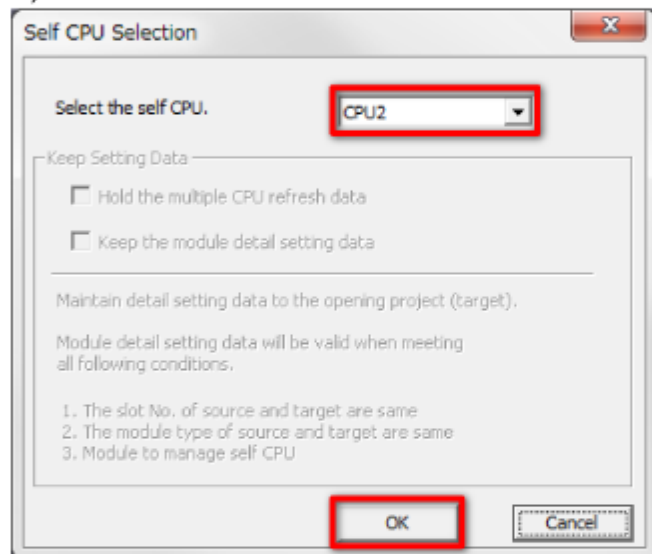 Self CPU Selection
Select the self CPU.
CPU2
Keep Setting Data
Hold the multiple CPU refresh data
Keep the module detail setting data
Maintain detail setting data to the opening project (target).
Module detail setting data will be valid when meeting
all following conditions.
1. The slot No. of source and target are same
2. The module type of source and target are same
3. Module to manage self CPU
OK
Cancel